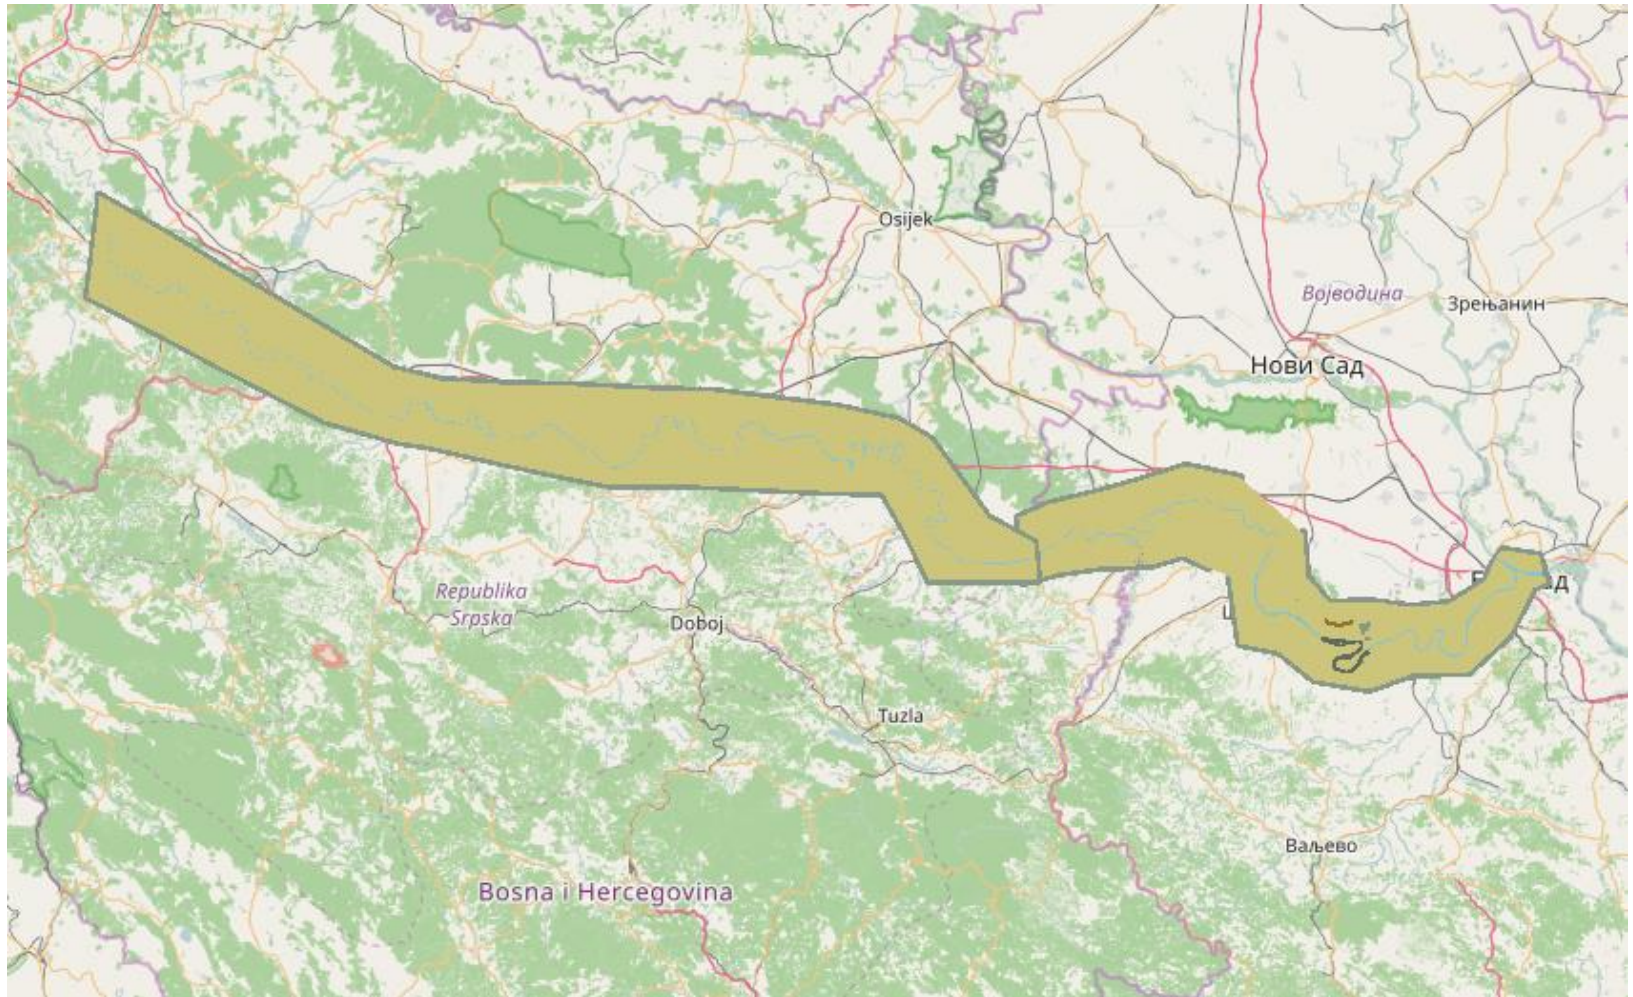 Osijek
Војводина
Зрењанин
Нови Сад
Republika
Srpska
Doboj
Tuzla
Ваљево
Bosna i Hercegovina